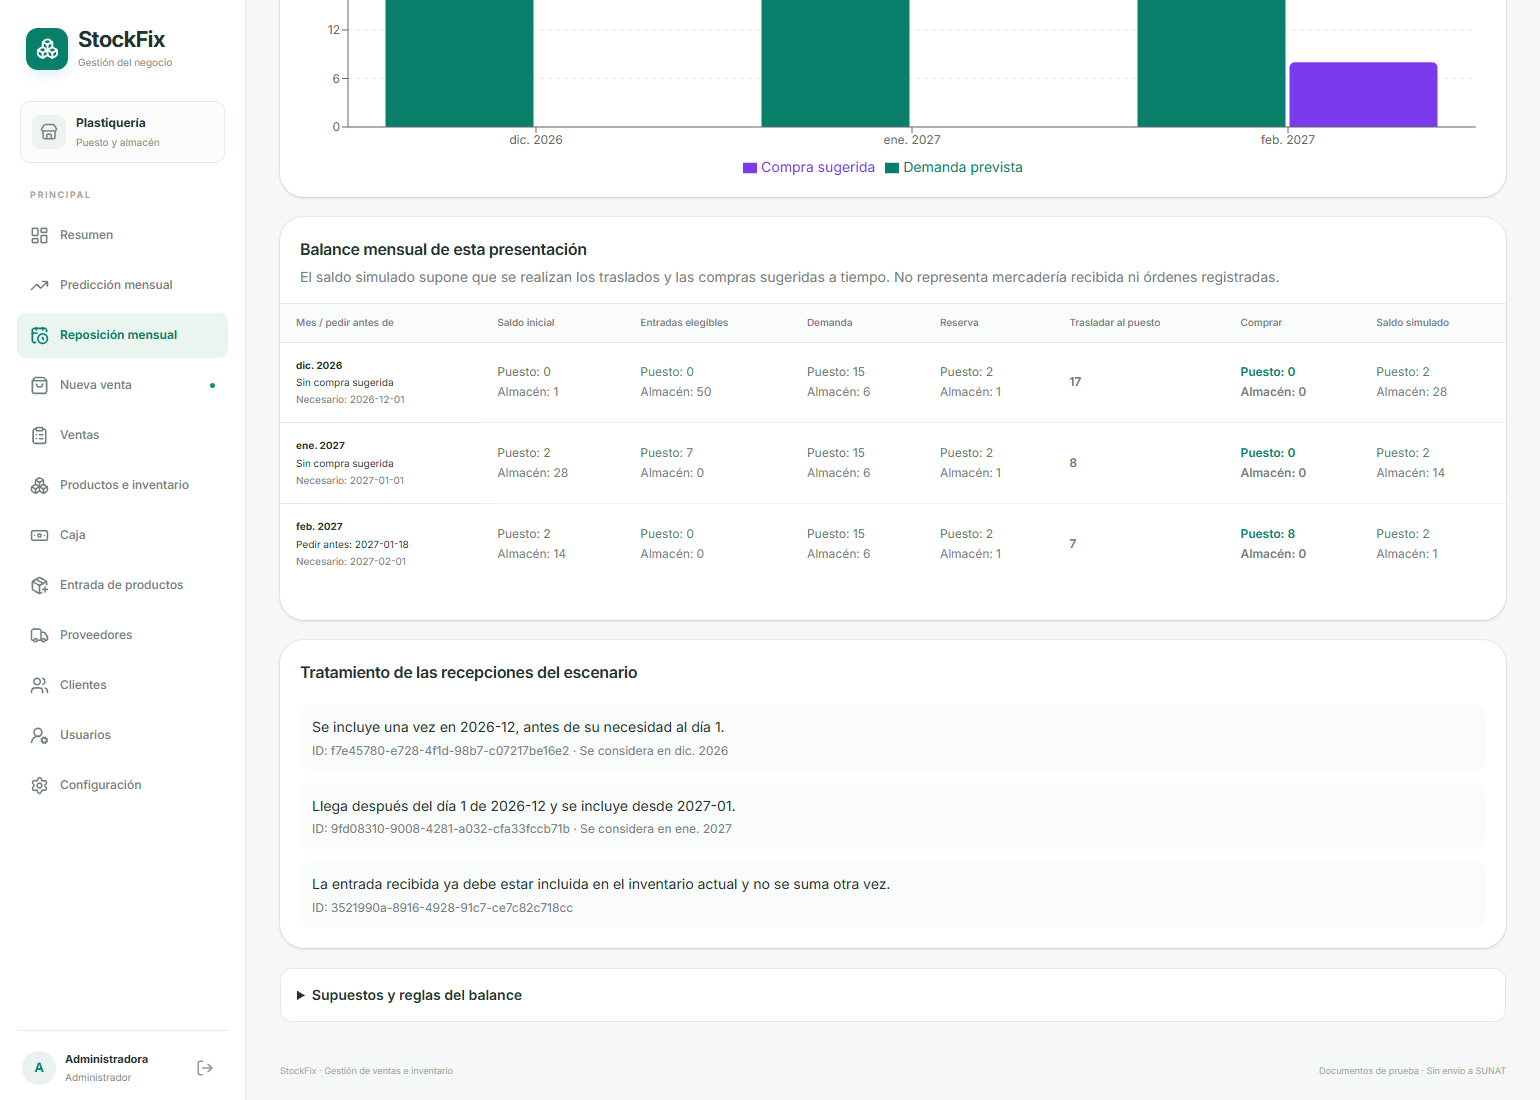 StockFix
Gestión del negocio
Plastiquería
Puesto y almacén
PRINCIPAL
Resumen
Predicción mensual
Reposición mensual
Nueva venta
Ventas
Productos e inventario
Caja
Entrada de productos
Proveedores
Clientes
Usuarios
Configuración
A
Administradora
Administrador
12
6
0
dic. 2026
ene. 2027
feb. 2027
Compra sugerida
Demanda prevista
Balance mensual de esta presentación
El saldo simulado supone que se realizan los traslados y las compras sugeridas a tiempo. No representa mercadería recibida ni órdenes registradas.
Mes / pedir antes de Saldo inicial Entradas elegibles Demanda Reserva Trasladar al puesto Comprar Saldo simulado
dic. 2026
Sin compra sugerida
Necesario: 2026-12-01
Puesto: 0 Puesto: 0 Puesto: 15 Puesto: 2 17 Puesto: 0 Puesto: 2
Almacén: 1 Almacén: 50 Almacén: 6 Almacén: 1 Almacén: 0 Almacén: 28
ene. 2027
Sin compra sugerida
Necesario: 2027-01-01
Puesto: 2 Puesto: 7 Puesto: 15 Puesto: 2 8 Puesto: 0 Puesto: 2
Almacén: 28 Almacén: 0 Almacén: 6 Almacén: 1 Almacén: 0 Almacén: 14
feb. 2027
Pedir antes: 2027-01-18
Necesario: 2027-02-01
Puesto: 2 Puesto: 0 Puesto: 15 Puesto: 2 7 Puesto: 8 Puesto: 2
Almacén: 14 Almacén: 0 Almacén: 6 Almacén: 1 Almacén: 0 Almacén: 1
Tratamiento de las recepciones del escenario
Se incluye una vez en 2026-12, antes de su necesidad al día 1.
ID: f7e45780-e728-4f1d-98b7-c07217be16e2 · Se considera en dic. 2026
Llega después del día 1 de 2026-12 y se incluye desde 2027-01.
ID: 9fd08310-9008-4281-a032-cfa33fccb71b · Se considera en ene. 2027
La entrada recibida ya debe estar incluida en el inventario actual y no se suma otra vez.
ID: 3521990a-8916-4928-91c7-ce7c82c718cc
Supuestos y reglas del balance
StockFix · Gestión de ventas e inventario
Documentos de prueba · Sin envío a SUNAT